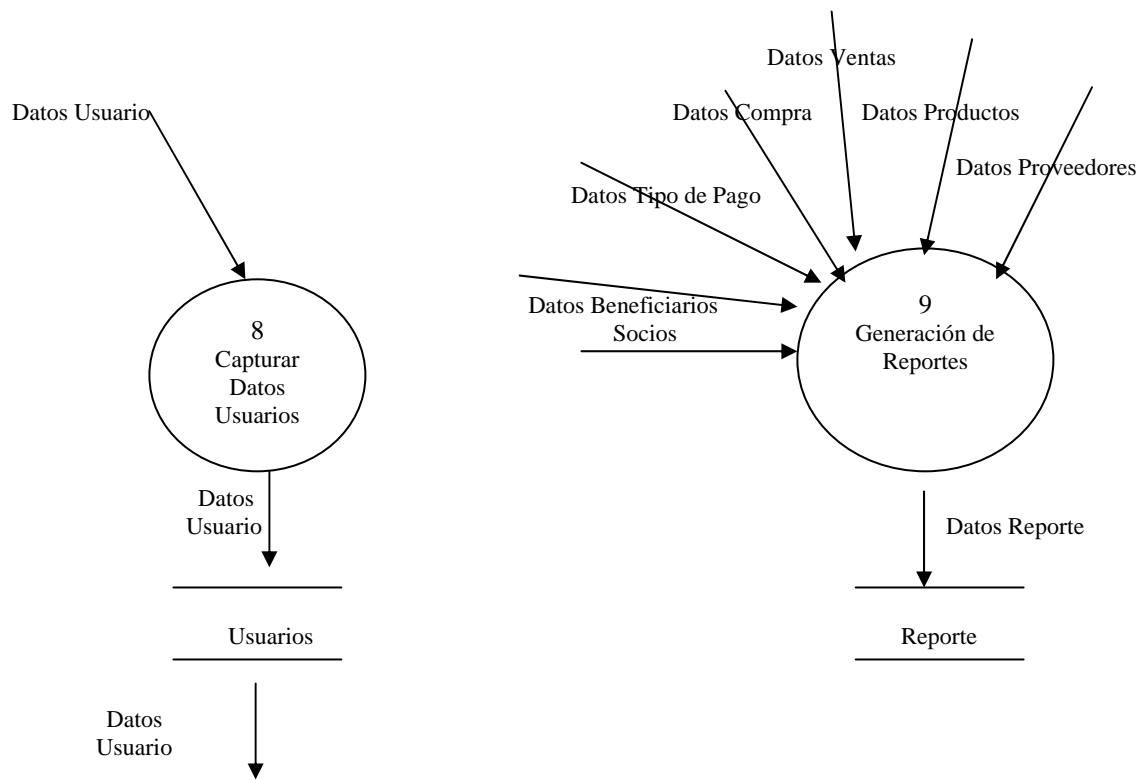 Datos Usuario
8
Capturar
Datos
Usuarios
Datos
Usuario
Usuarios
Datos
Usuario
Datos Ventas
Datos Compra
Datos Productos
Datos Proveedores
Datos Tipo de Pago
Datos Beneficiarios
Socios
9
Generación de
Reportes
Datos Reporte
Reporte